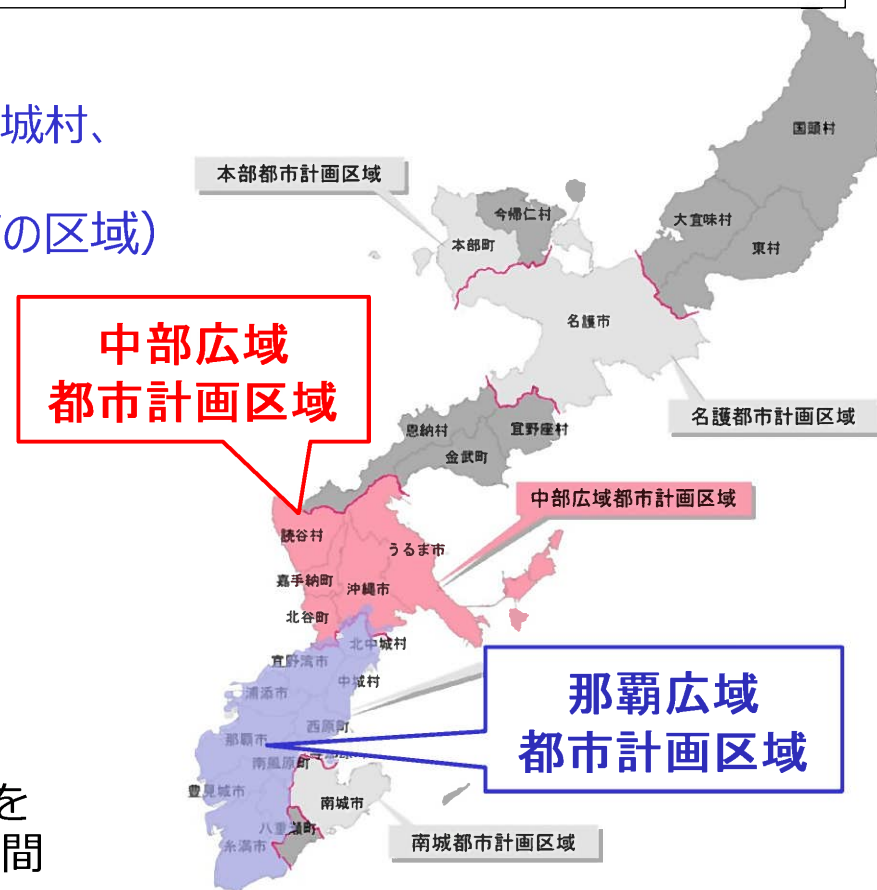 城村、
の区域）
国頭村
本部都市計画区域
今帰仁村
大宜味村
本部町
東村
名護市
中部広域
都市計画区域
名護都市計画区域
恩納村
宜野座村
金武町
中部広域都市計画区域
読谷村
うるま市
嘉手納町
沖縄市
北谷町
北中城村
宜野湾市
中城村
浦添市
那覇広域
都市計画区域
西原町
那覇市
南風原町
豊見城市
南城市
を
八重瀬町
南城都市計画区域
糸満市
間